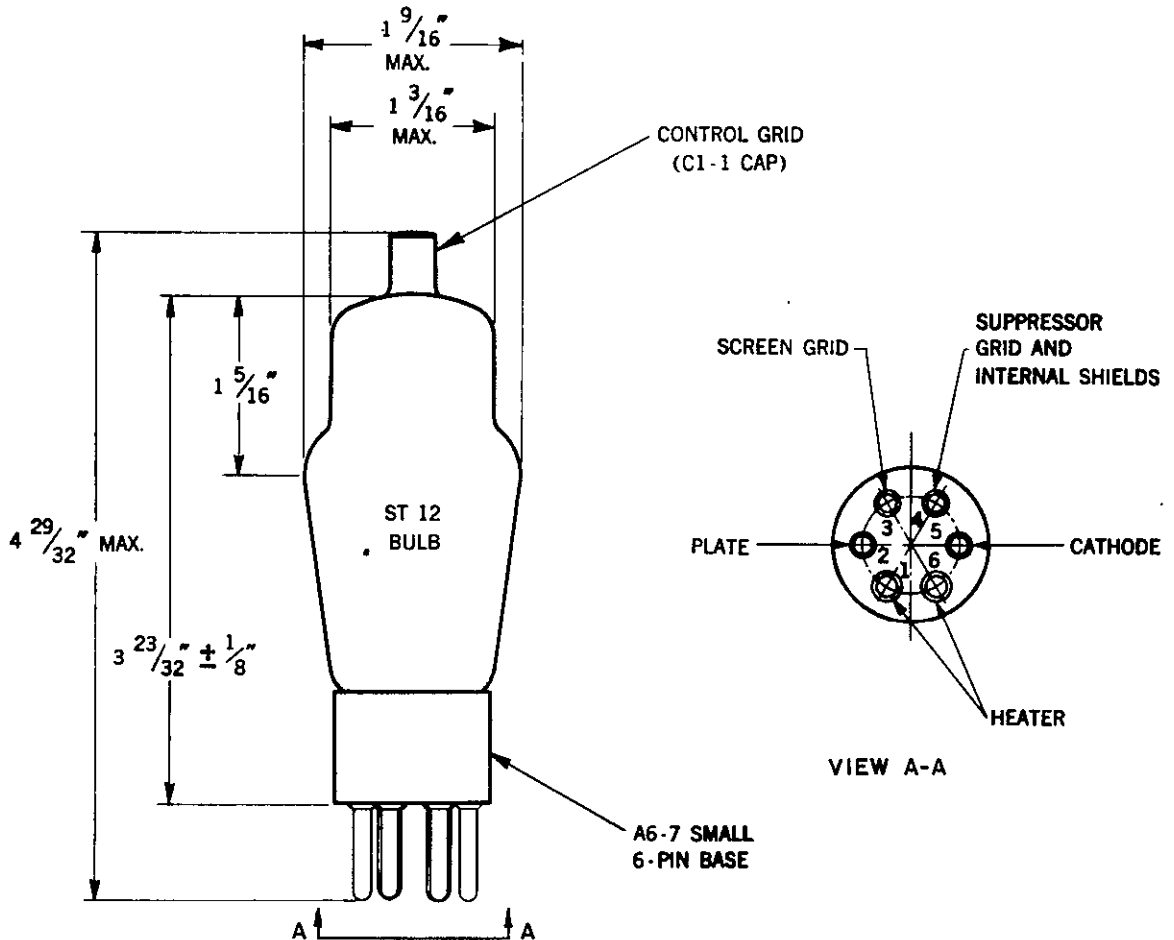 1 9/16"
MAX.
1 3/16"
MAX.
CONTROL GRID
(C1-1 CAP)
1 5/16"
SUPPRESSOR
GRID AND
INTERNAL SHIELDS
SCREEN GRID
ST 12
BULB
4 29/32" MAX.
3 4 5
PLATE
2 1 6
CATHODE
3 23/32" ± 1/8"
HEATER
VIEW A-A
A6-7 SMALL
6-PIN BASE
A A